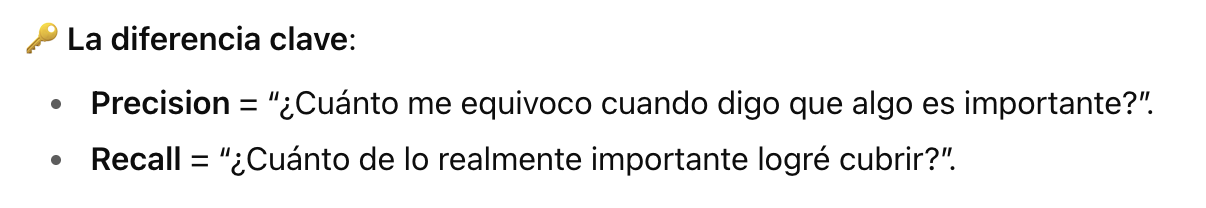 🔑 La diferencia clave:
• Precision = “¿Cuánto me equivoco cuando digo que algo es importante?”.
• Recall = “¿Cuánto de lo realmente importante logré cubrir?”.